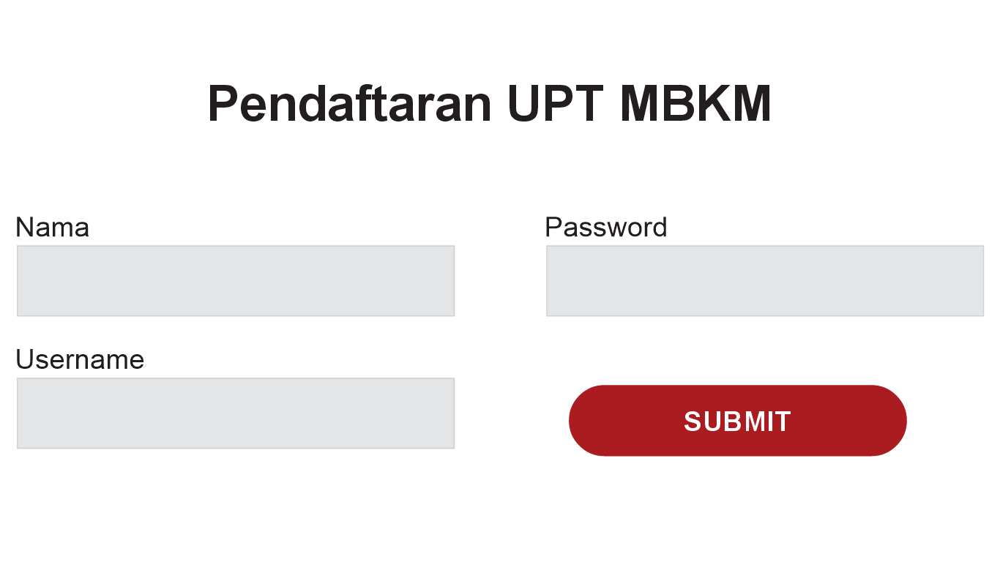 Pendaftaran UPT MBKM
Nama
Password
Username
SUBMIT